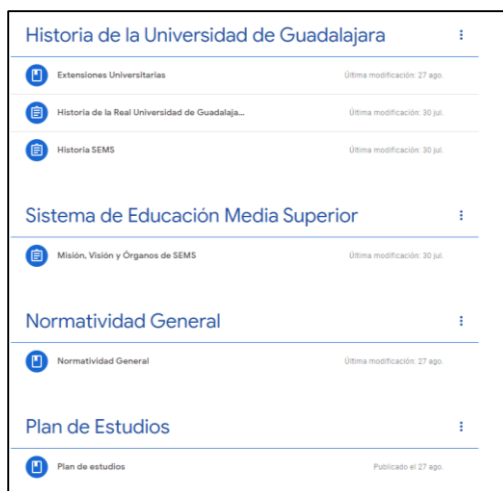 Historia de la Universidad de Guadalajara
Extensiones Universitarias Última modificación: 27 ago.
Historia de la Real Universidad de Guadalaja... Última modificación: 30 jul.
Historia SEMS Última modificación: 30 jul.
Sistema de Educación Media Superior
Misión, Visión y Órganos de SEMS Última modificación: 30 jul.
Normatividad General
Normatividad General Última modificación: 27 ago.
Plan de Estudios
Plan de estudios Publicado el 27 ago.